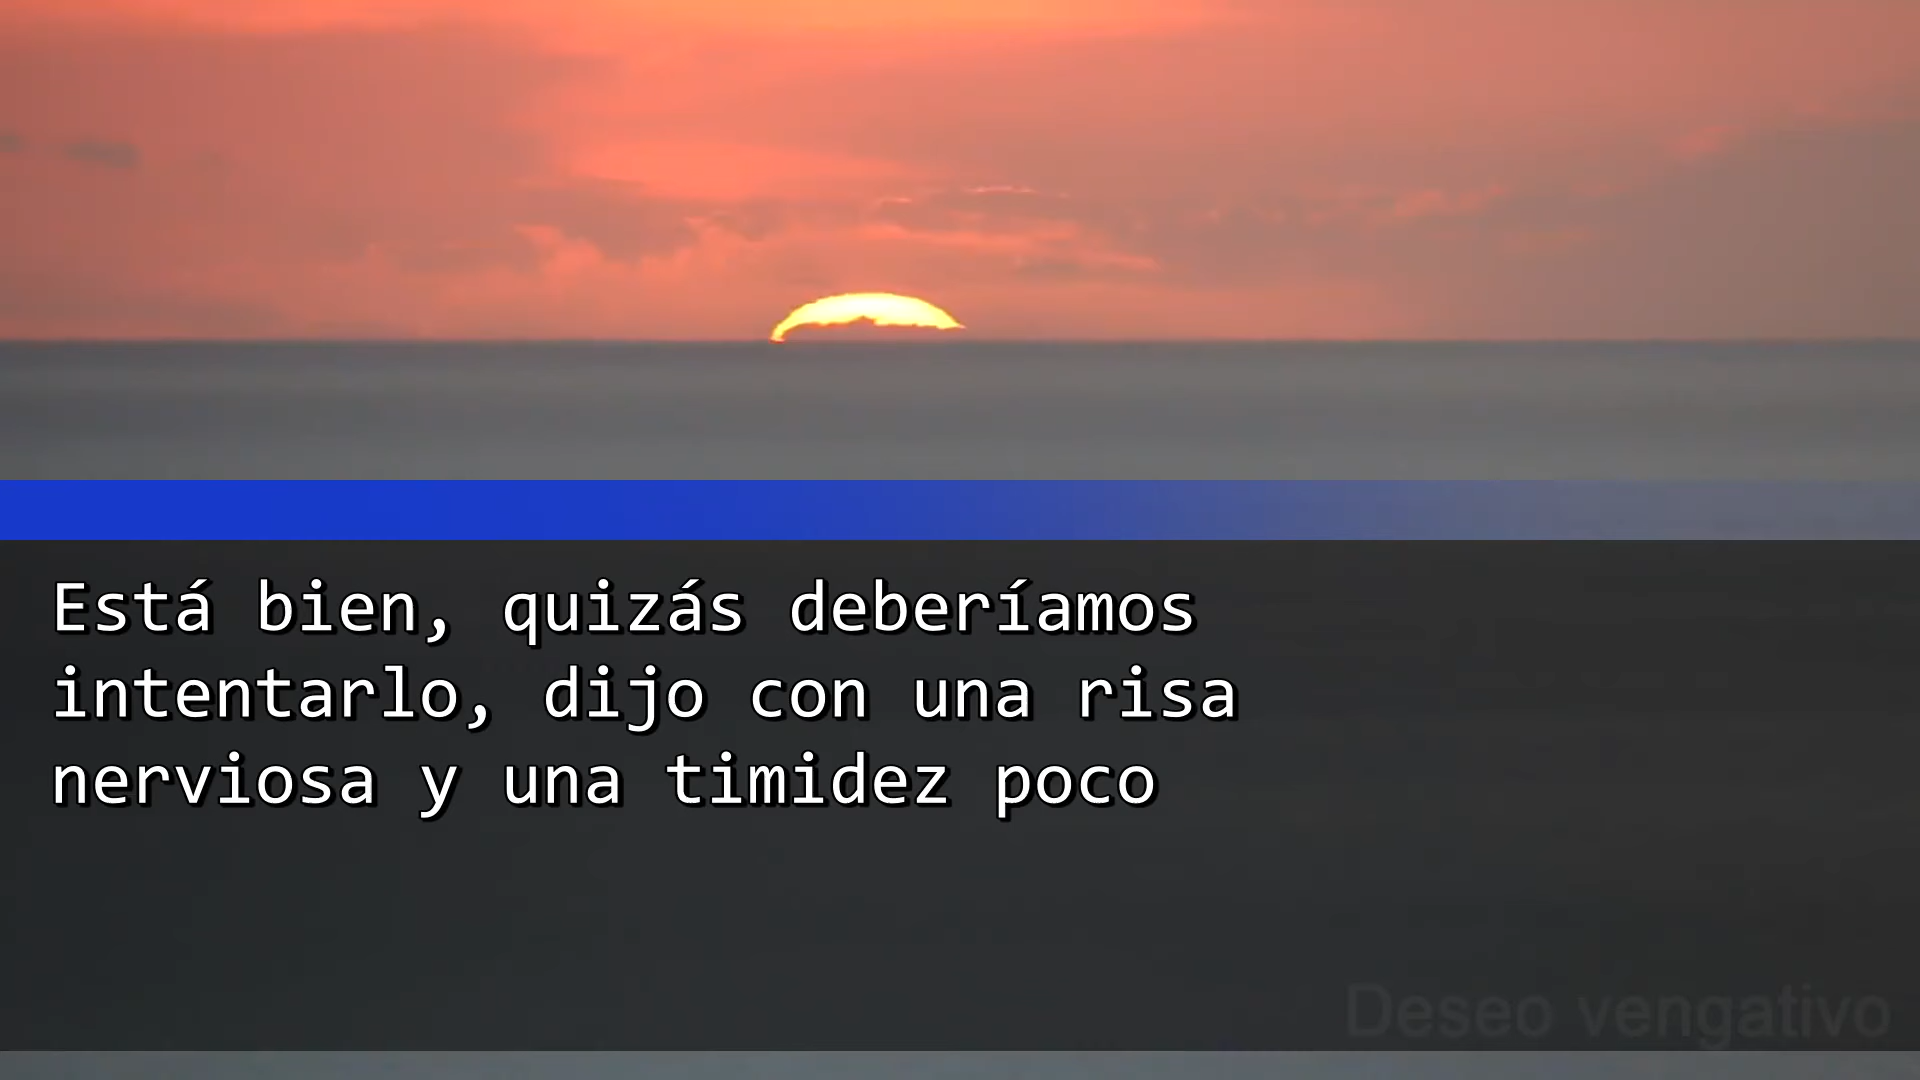 Está bien, quizás deberíamos
intentarlo, dijo con una risa
nerviosa y una timidez poco
Deseo vengativo